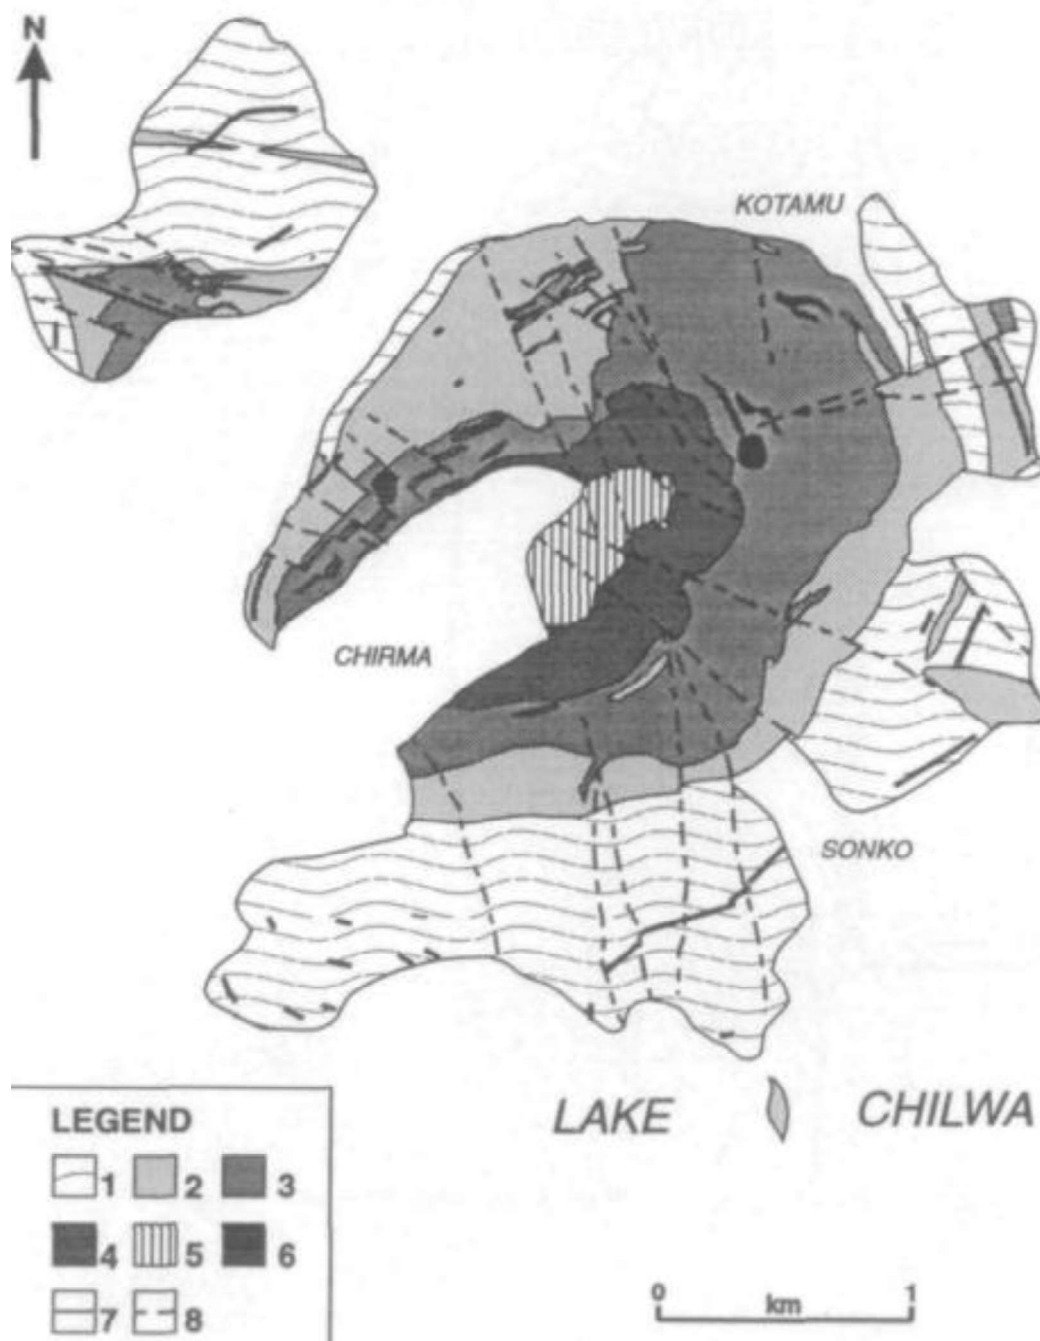 N
KOTAMU
CHIRMA
SONKO
LAKE CHILWA
LEGEND
1 2 3
4 5 6
7 8
0 1
km